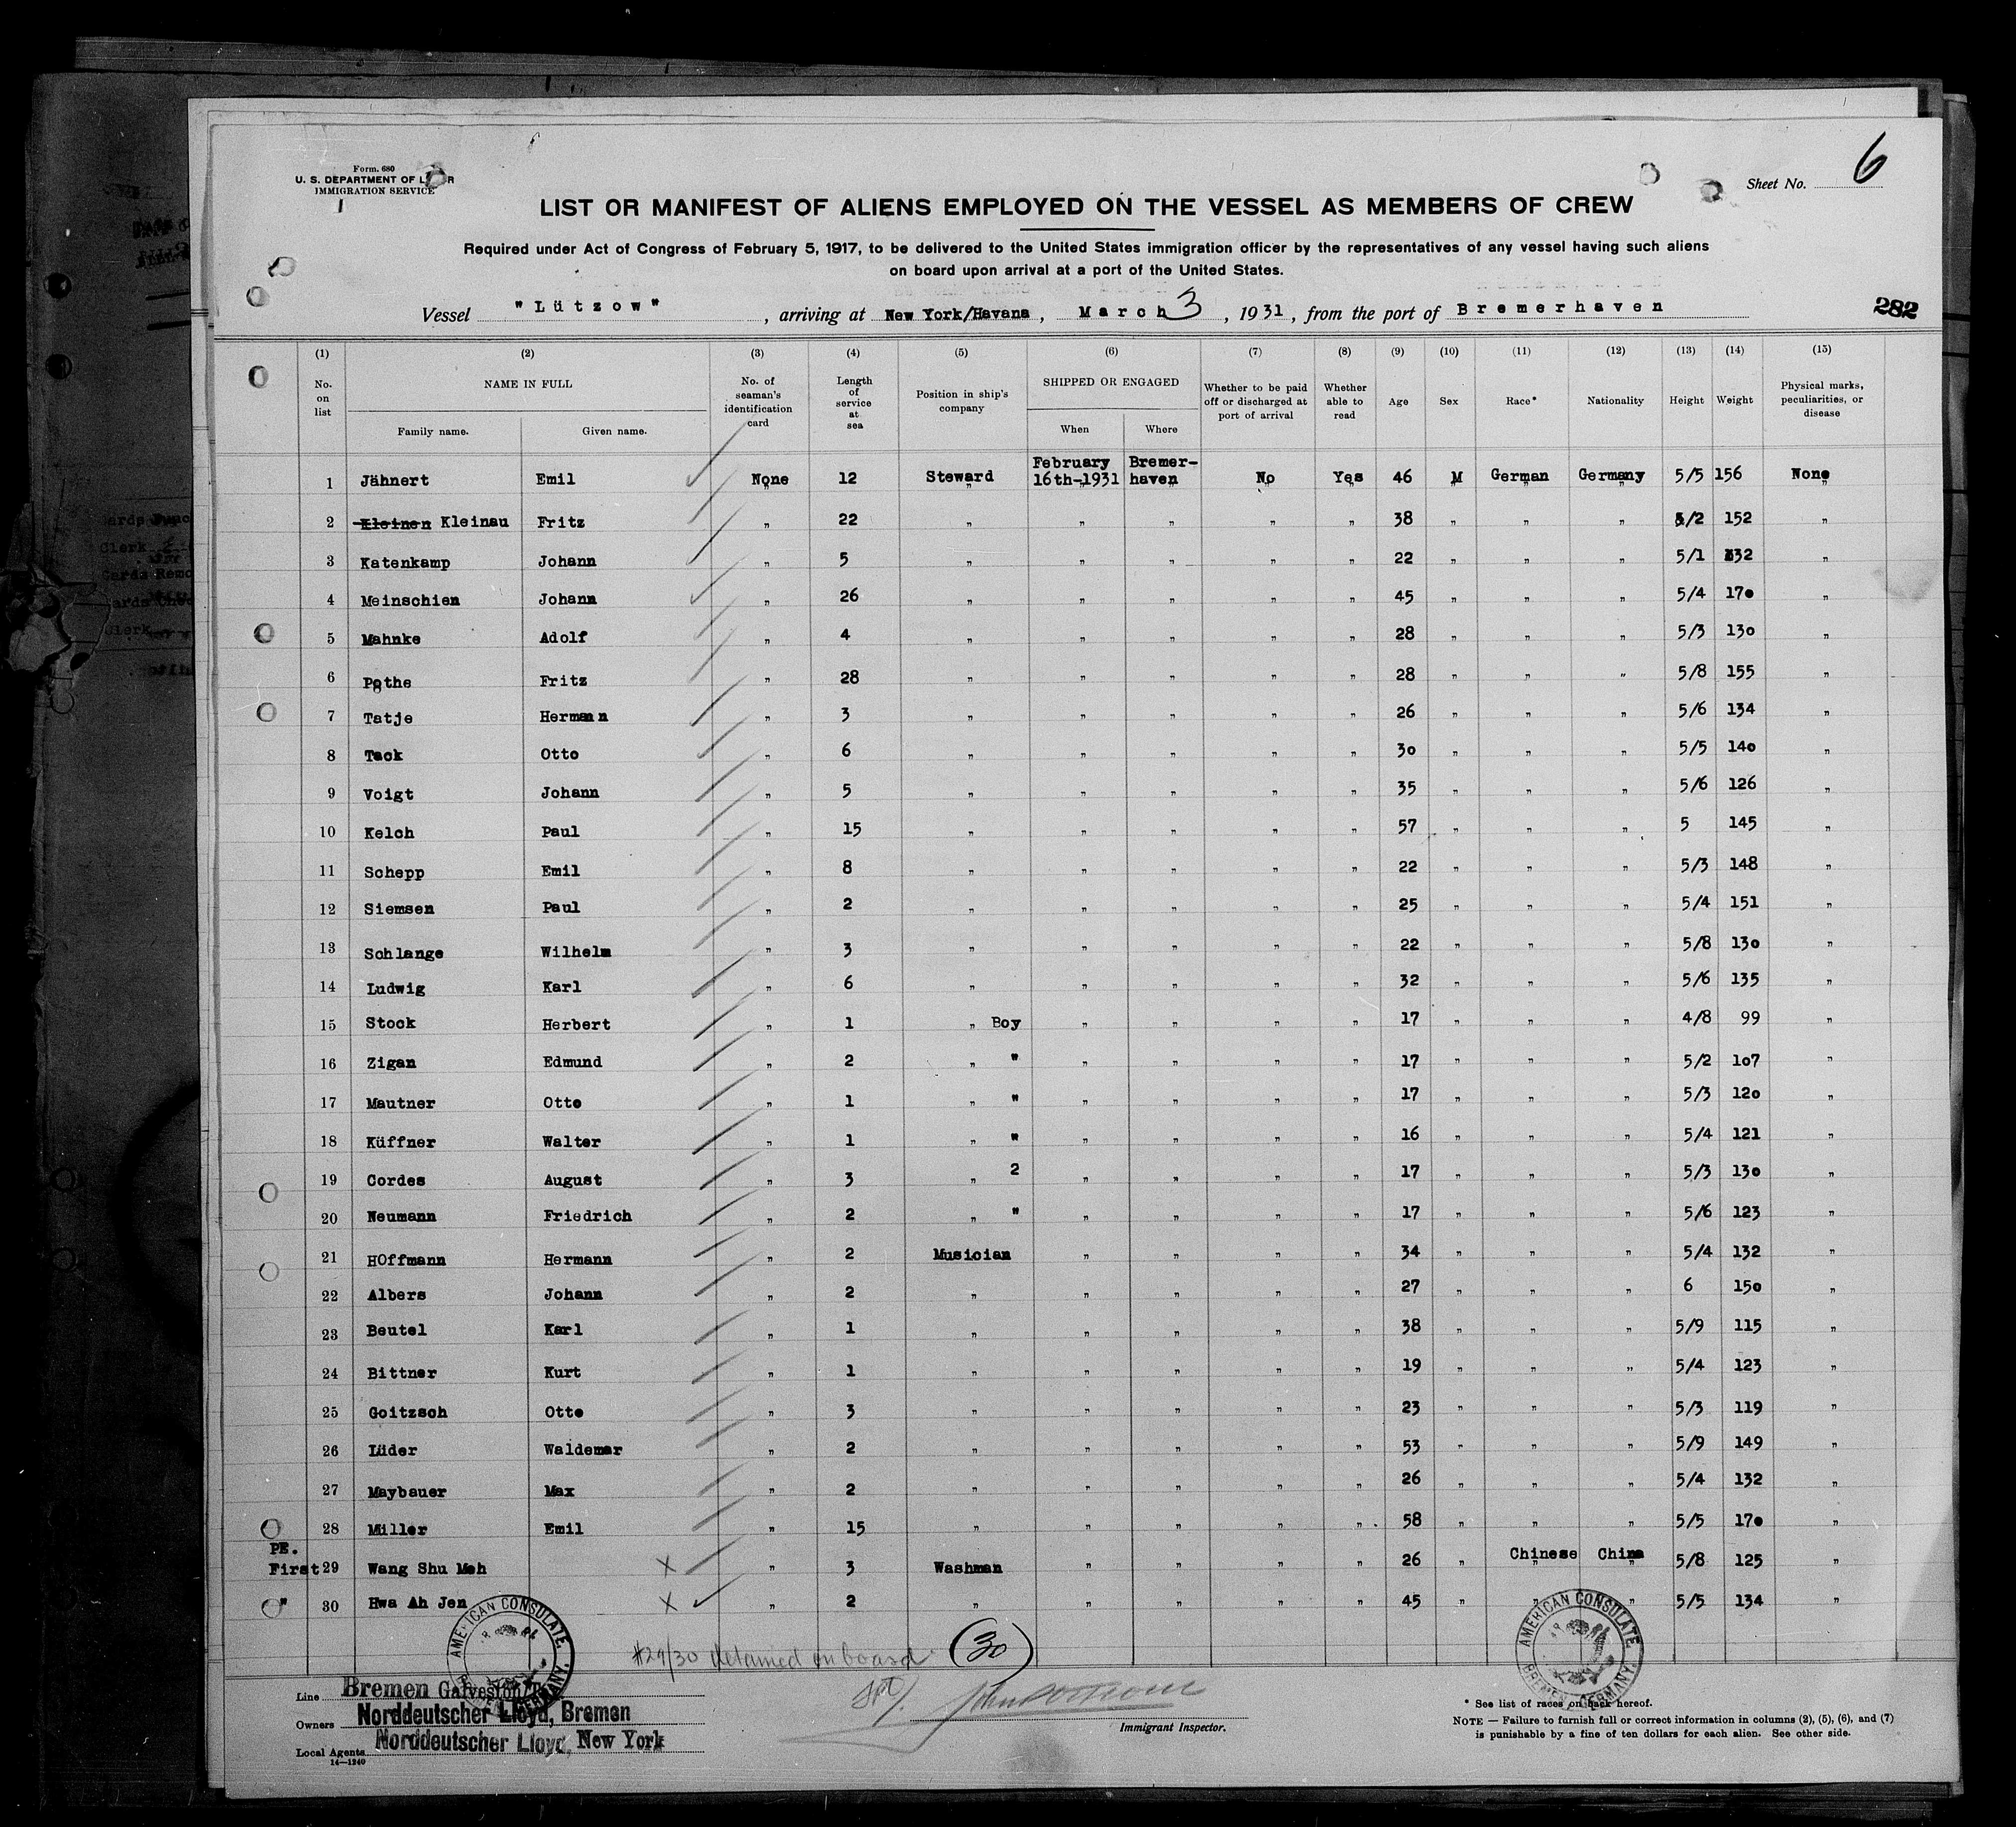 Form. 680
U. S. DEPARTMENT OF L R
IMMIGRATION SERVICE
Sheet No. 6
LIST OR MANIFEST OF ALIENS EMPLOYED ON THE VESSEL AS MEMBERS OF CREW
Required under Act of Congress of February 5, 1917, to be delivered to the United States immigration officer by the representatives of any vessel having such aliens
on board upon arrival at a port of the United States.
Vessel "Lützow", arriving at New York/Havana, March 3, 1931, from the port of Bremerhaven
282
(1) (2) (3) (4) (5) (6) (7) (8) (9) (10) (11) (12) (13) (14) (15)
No. on list NAME IN FULL Family name. Given name. No. of seaman's identification card Length of service at sea Position in ship's company SHIPPED OR ENGAGED When Where Whether to be paid off or discharged at port of arrival Whether able to read Age Sex Race* Nationality Height Weight Physical marks, peculiarities, or disease
1 Jähnert Emil None 12 Steward February 16th-1931 Bremerhaven No Yes 46 M German Germany 5/5 156 None
2 Kleinen Kleinau Fritz " 22 " " " " " 38 " " " 5/2 152 "
3 Katenkamp Johann " 5 " " " " " 22 " " " 5/1 132 "
4 Meinschien Johann " 26 " " " " " 45 " " " 5/4 170 "
5 Mahnke Adolf " 4 " " " " " 28 " " " 5/3 130 "
6 Pothe Fritz " 28 " " " " " 28 " " " 5/8 155 "
7 Tatje Hermann " 3 " " " " " 26 " " " 5/6 134 "
8 Tack Otto " 6 " " " " " 30 " " " 5/5 140 "
9 Voigt Johann " 5 " " " " " 35 " " " 5/6 126 "
10 Kelch Paul " 15 " " " " " 57 " " " 5 145 "
11 Schepp Emil " 8 " " " " " 22 " " " 5/3 148 "
12 Siemsen Paul " 2 " " " " " 25 " " " 5/4 151 "
13 Schlange Wilhelm " 3 " " " " " 22 " " " 5/8 130 "
14 Ludwig Karl " 6 " " " " " 32 " " " 5/6 135 "
15 Stock Herbert " 1 " Boy " " " " 17 " " " 4/8 99 "
16 Zigan Edmund " 2 " " " " " " 17 " " " 5/2 107 "
17 Mautner Otto " 1 " " " " " " 17 " " " 5/3 120 "
18 Küffner Walter " 1 " " " " " " 16 " " " 5/4 121 "
19 Cordes August " 3 " 2 " " " " 17 " " " 5/3 130 "
20 Neumann Friedrich " 2 " " " " " " 17 " " " 5/6 123 "
21 HOffmann Hermann " 2 Musician " " " " 34 " " " 5/4 132 "
22 Albers Johann " 2 " " " " " 27 " " " 6 150 "
23 Beutel Karl " 1 " " " " " 38 " " " 5/9 115 "
24 Bittner Kurt " 1 " " " " " 19 " " " 5/4 123 "
25 Goitzsch Otto " 3 " " " " " 23 " " " 5/3 119 "
26 Lüder Waldemar " 2 " " " " " 53 " " " 5/9 149 "
27 Maybauer Max " 2 " " " " " 26 " " " 5/4 132 "
28 Miller Emil " 15 " " " " " 58 " " " 5/5 170 "
PE.
First 29 Wang Shu Meh X " 3 Washman " " " " 26 " Chinese China 5/8 125 "
" 30 Hwa Ah Jen X " 2 " " " " " 45 " " " 5/5 134 "
#29/30 detained on board (30)
AMERICAN CONSULATE, BREMEN, GERMANY.
AMERICAN CONSULATE, BREMEN, GERMANY.
Line Bremen Galveston
Owners Norddeutscher Lloyd, Bremen
Local Agents Norddeutscher Lloyd, New York
14—1240
Immigrant Inspector.
* See list of races on back hereof.
NOTE — Failure to furnish full or correct information in columns (2), (5), (6), and (7)
is punishable by a fine of ten dollars for each alien. See other side.